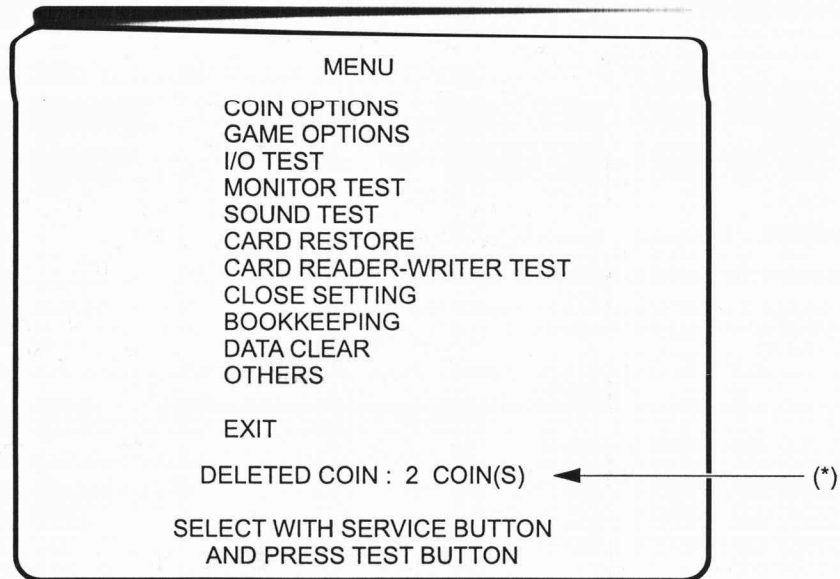 MENU
COIN OPTIONS
GAME OPTIONS
I/O TEST
MONITOR TEST
SOUND TEST
CARD RESTORE
CARD READER-WRITER TEST
CLOSE SETTING
BOOKKEEPING
DATA CLEAR
OTHERS
EXIT
DELETED COIN : 2 COIN(S) (*)
SELECT WITH SERVICE BUTTON
AND PRESS TEST BUTTON